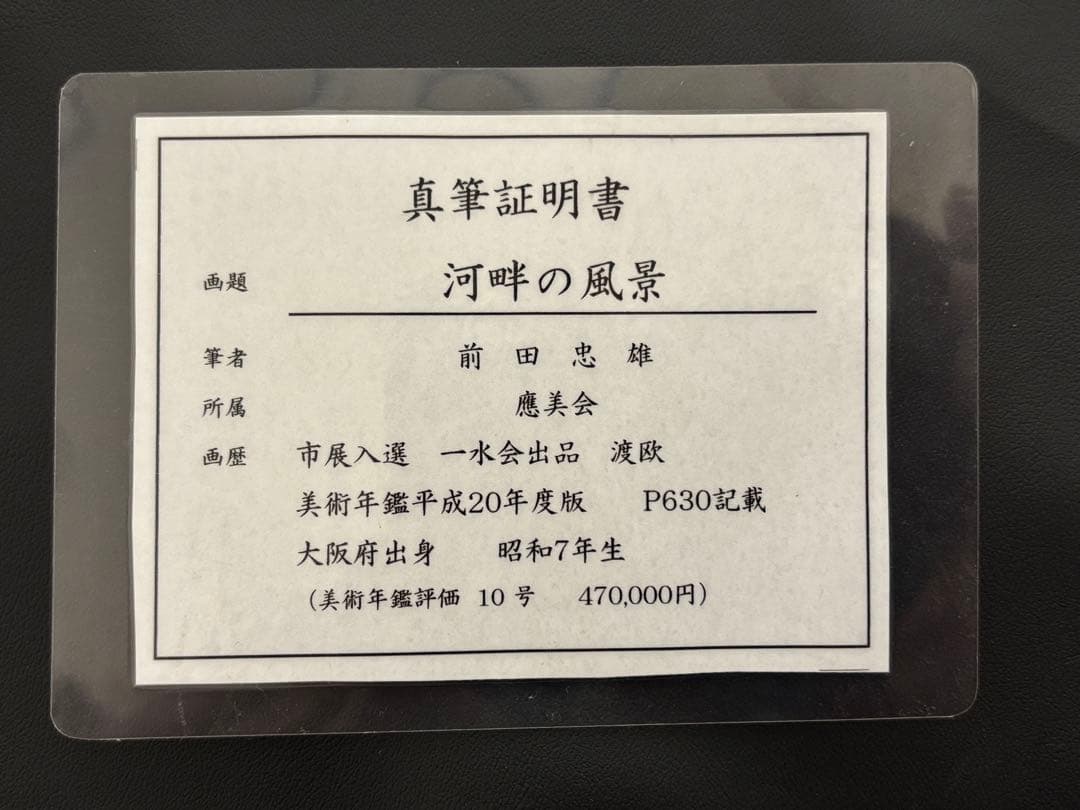 真筆証明書
画題 河畔の風景
筆者 前田忠雄
所属 應美会
画歴 市展入選 一水会出品 渡欧
美術年鑑平成20年度版 P630記載
大阪府出身 昭和7年生
（美術年鑑評価 10号 470,000円）